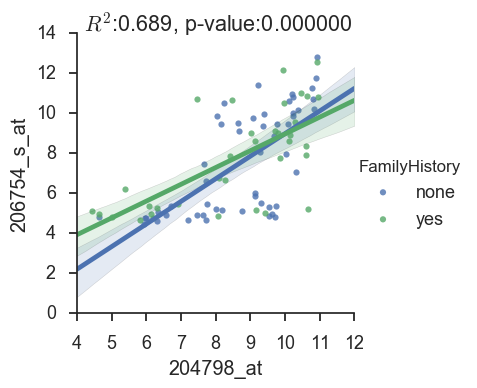 R²:0.689, p-value:0.000000
14
12
10
8
6
4
2
0
206754_s_at
4 5 6 7 8 9 10 11 12
204798_at
FamilyHistory
none
yes